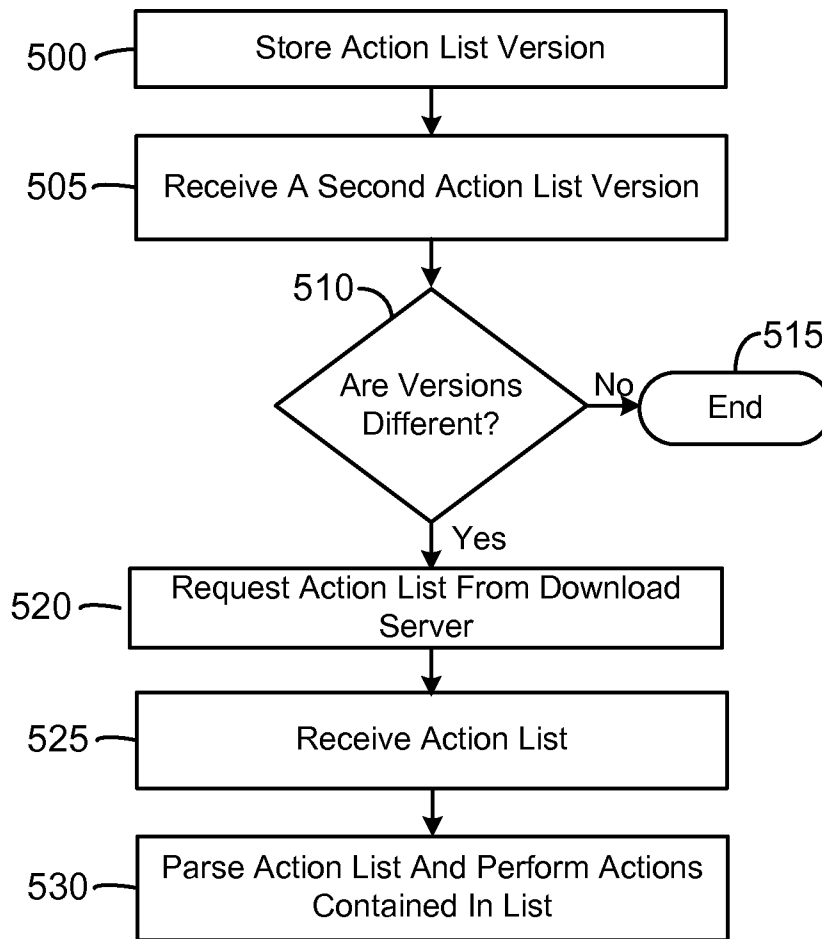 500
Store Action List Version
505
Receive A Second Action List Version
510
Are Versions
Different?
No
515
End
Yes
520
Request Action List From Download
Server
525
Receive Action List
530
Parse Action List And Perform Actions
Contained In List